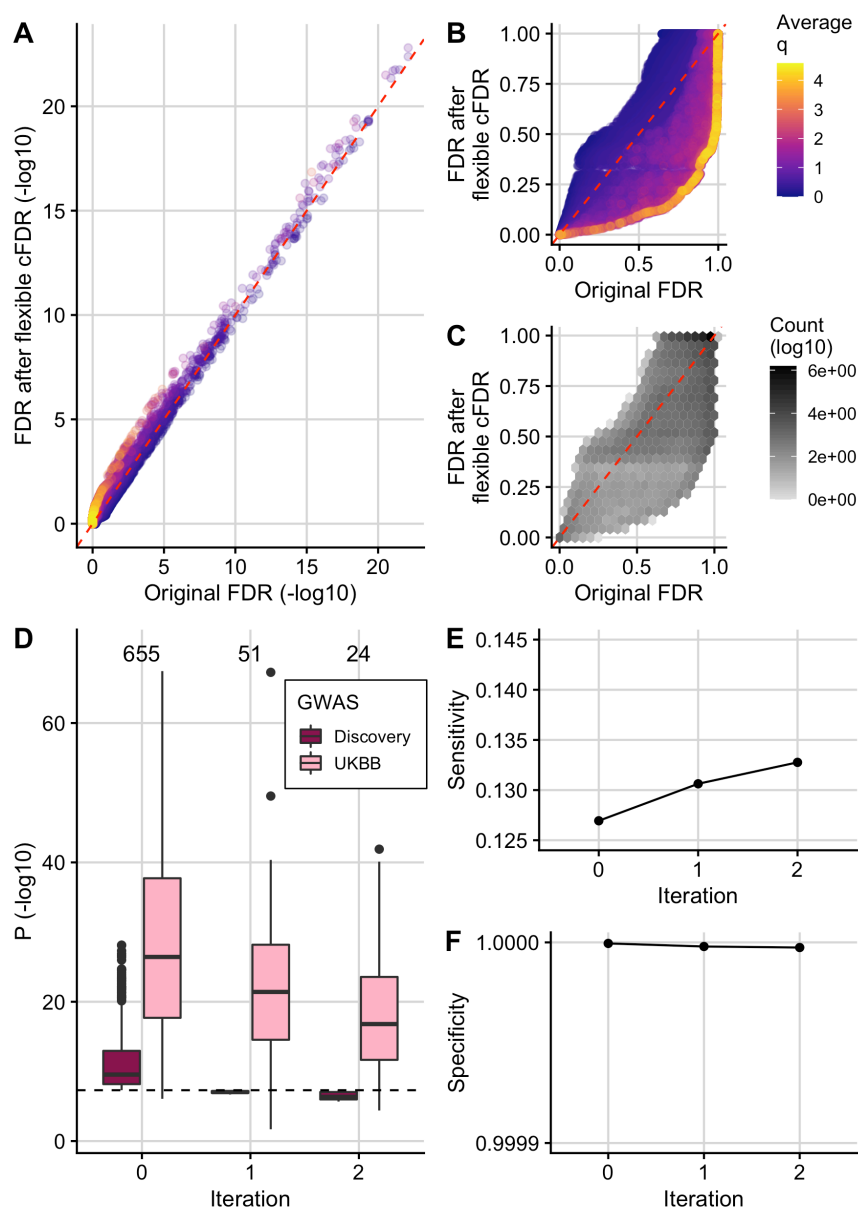 A
FDR after flexible cFDR (-log10)
20
15
10
5
0
0 5 10 15 20
Original FDR (-log10)
B
FDR after
flexible cFDR
1.00
0.75
0.50
0.25
0.00
0.0 0.5 1.0
Original FDR
Average
q
4
3
2
1
0
C
FDR after
flexible cFDR
1.00
0.75
0.50
0.25
0.00
0.0 0.5 1.0
Original FDR
Count
(log10)
6e+00
4e+00
2e+00
0e+00
D
655 51 24
P (-log10)
60
40
20
0
GWAS
Discovery
UKBB
0 1 2
Iteration
E
Sensitivity
0.145
0.140
0.135
0.130
0.125
0 1 2
Iteration
F
Specificity
1.0000
0.9999
0 1 2
Iteration